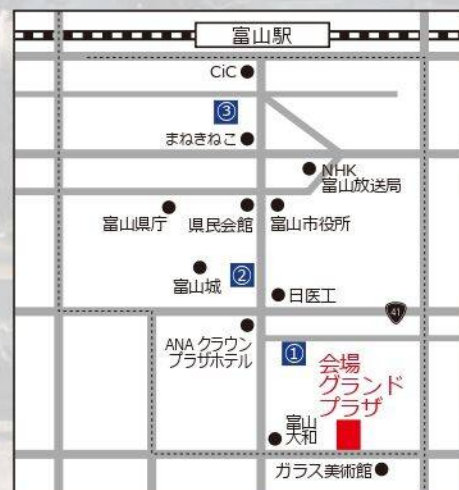 富山駅
CiC
③
まねきねこ
NHK
富山放送局
富山県庁
県民会館
富山市役所
富山城
②
日医工
41
ANA クラウン
プラザホテル
①
会場
グランド
プラザ
富山
大和
ガラス美術館